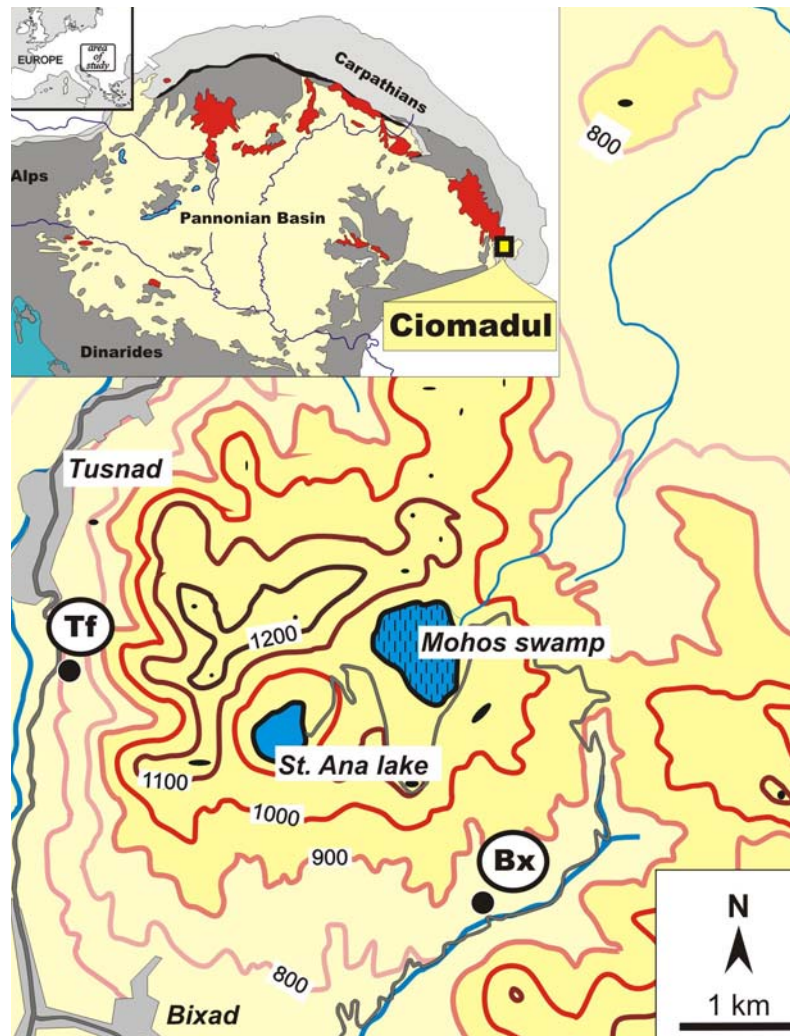 EUROPE
area
of
study
Carpathians
Alps
Pannonian Basin
Dinarides
Ciomadul
800
Tusnad
Tf
1200
Mohos swamp
St. Ana lake
1100
1000
900
Bx
800
Bixad
N
1 km